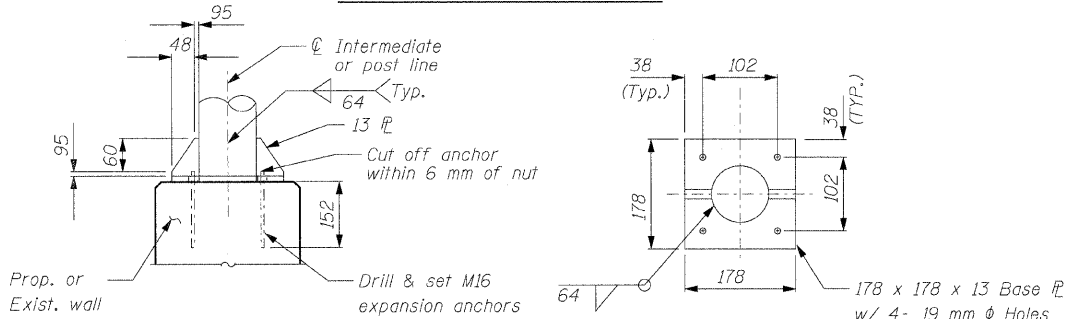 95
48
℄ Intermediate
or post line
Typ.
64
13 ℄
95
60
Cut off anchor
within 6 mm of nut
152
Prop. or
Exist. wall
Drill & set M16
expansion anchors
38
(Typ.)
102
38
(TYP.)
178
102
178
64
178 x 178 x 13 Base ℄
w/ 4- 19 mm ϕ Holes